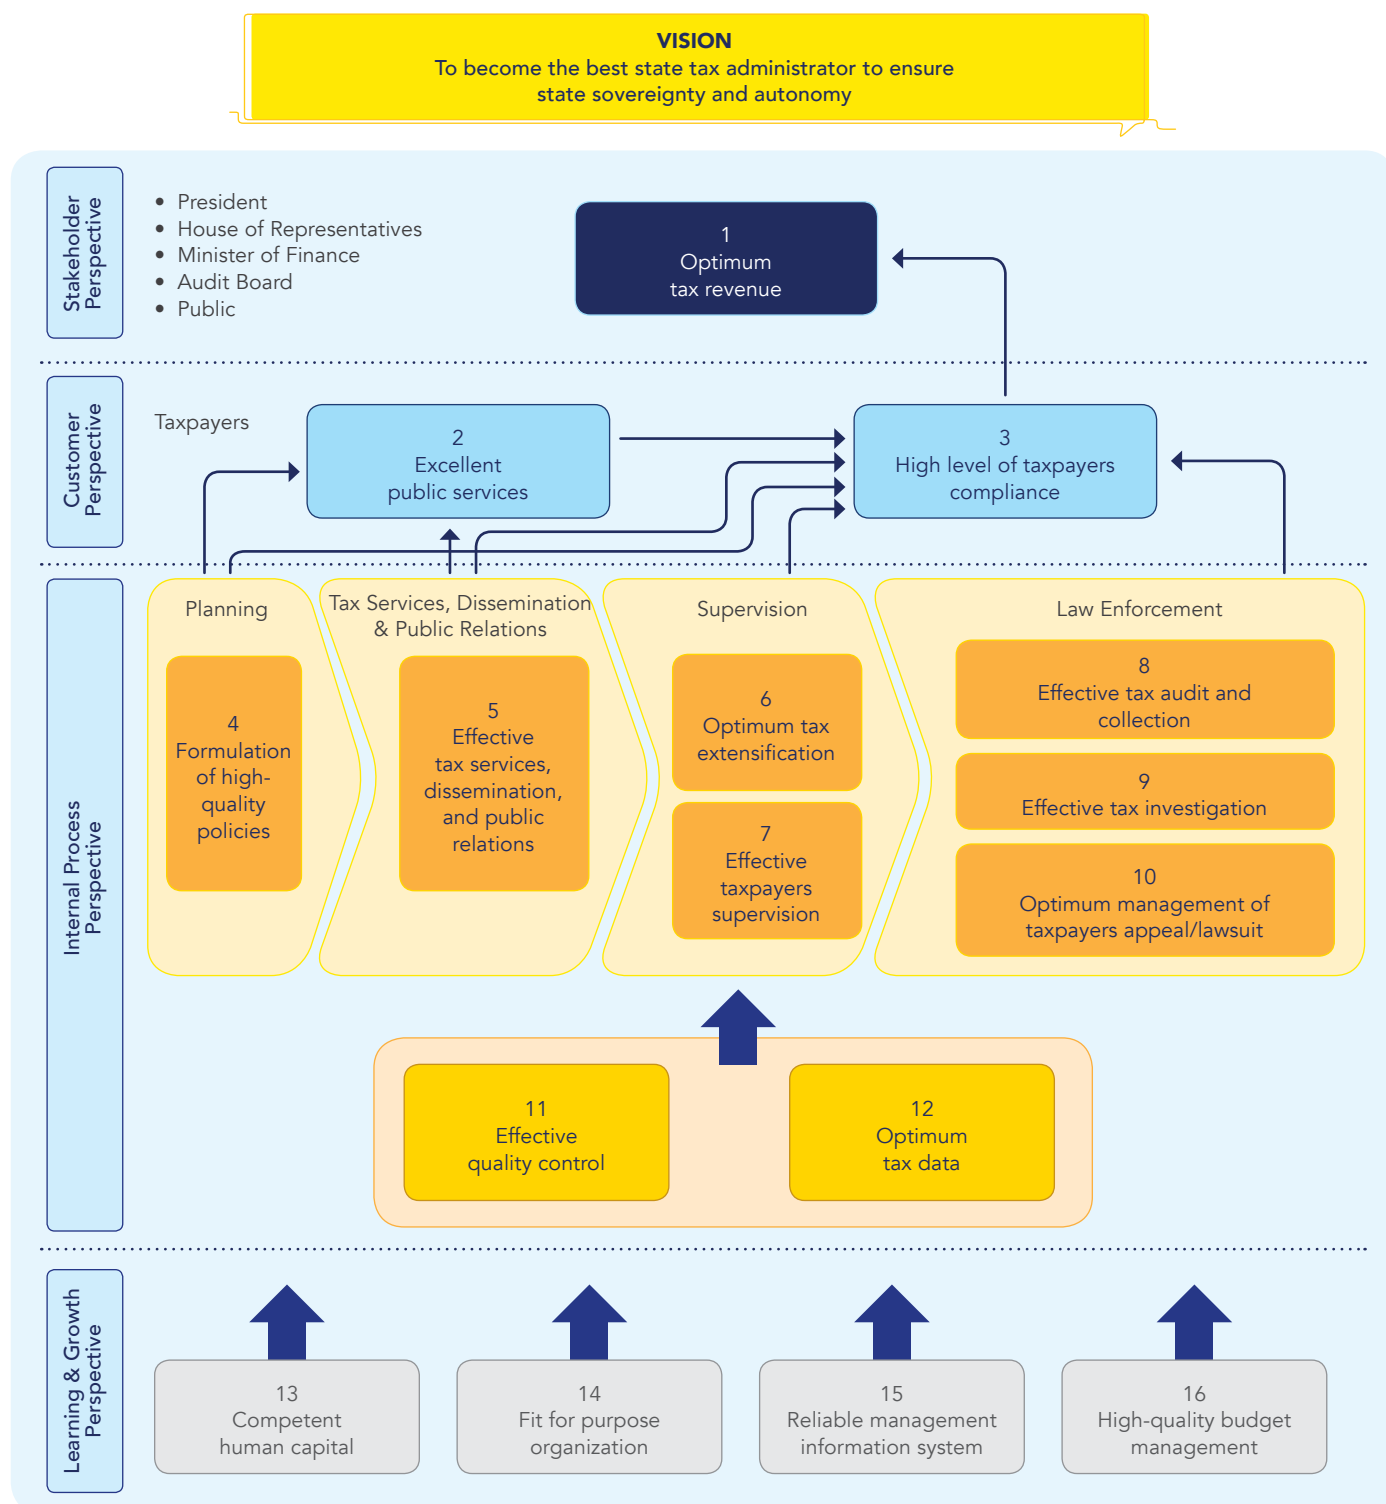 VISION
To become the best state tax administrator to ensure
state sovereignty and autonomy
Stakeholder
Perspective
• President
• House of Representatives
• Minister of Finance
• Audit Board
• Public
1
Optimum
tax revenue
Customer
Perspective
Taxpayers
2
Excellent
public services
3
High level of taxpayers
compliance
Internal Process
Perspective
Planning
4
Formulation
of high-
quality
policies
Tax Services, Dissemination
& Public Relations
5
Effective
tax services,
dissemination,
and public
relations
Supervision
6
Optimum tax
extensification
7
Effective
taxpayers
supervision
Law Enforcement
8
Effective tax audit and
collection
9
Effective tax investigation
10
Optimum management of
taxpayers appeal/lawsuit
11
Effective
quality control
12
Optimum
tax data
Learning & Growth
Perspective
13
Competent
human capital
14
Fit for purpose
organization
15
Reliable management
information system
16
High-quality budget
management